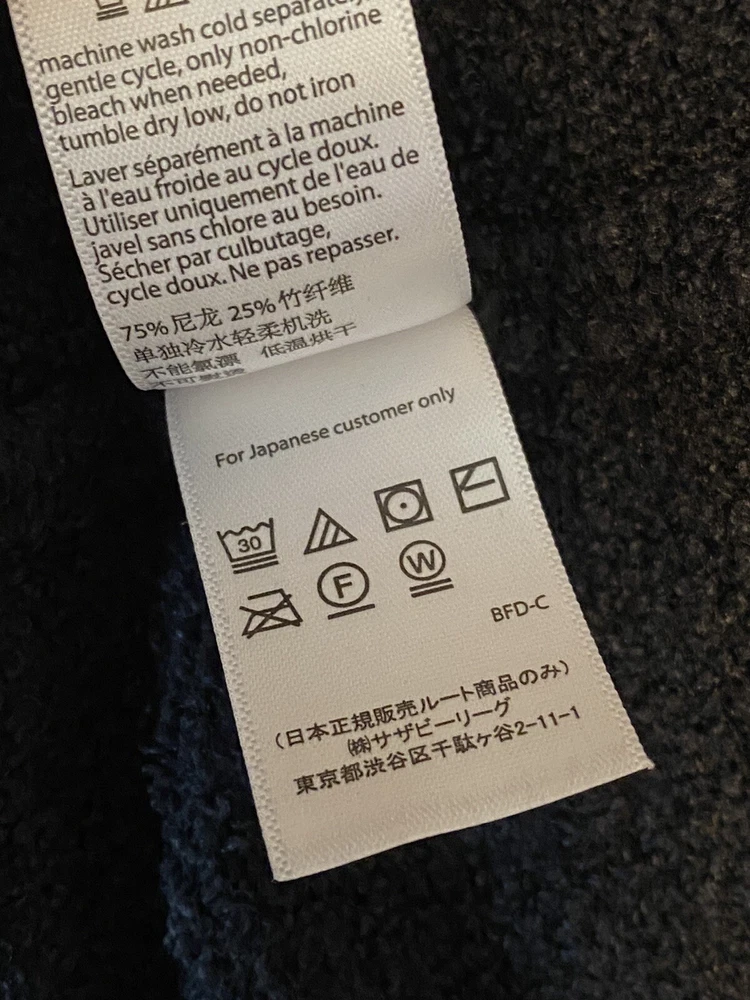 machine wash cold separately
gentle cycle, only non-chlorine
bleach when needed,
tumble dry low, do not iron
Laver séparément à la machine
à l'eau froide au cycle doux.
Utiliser uniquement de l'eau de
javel sans chlore au besoin.
Sécher par culbutage,
cycle doux. Ne pas repasser.
75%尼龙 25%竹纤维
单独冷水轻柔机洗
不能氯漂 低温烘干
For Japanese customer only
30
F W
BFD-C
(日本正規販売ルート商品のみ)
㈱サザビーリーグ
東京都渋谷区千駄ケ谷2-11-1